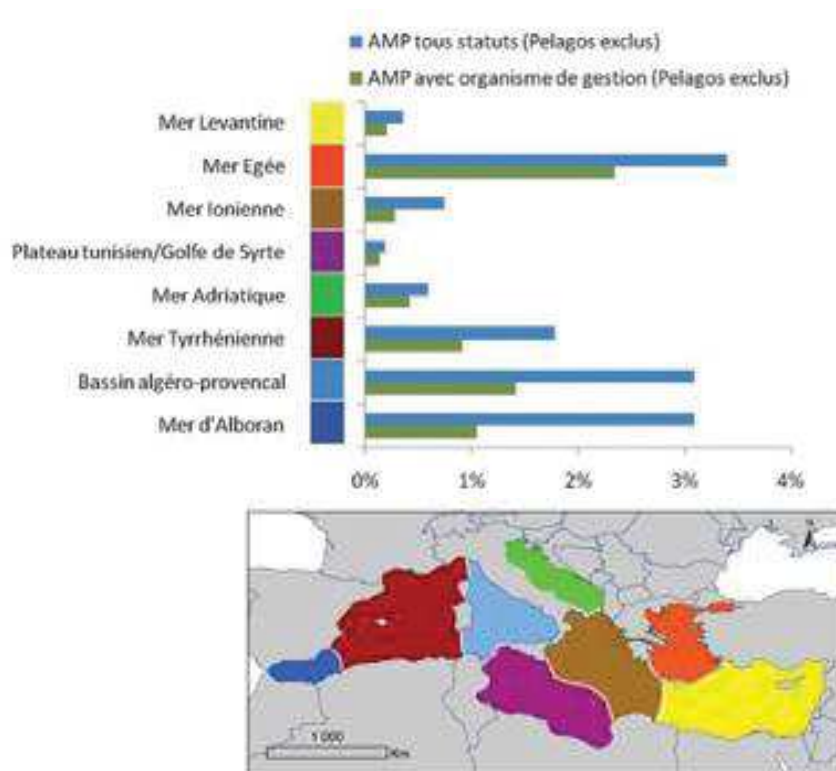 AMP tous statuts (Pelagos exclus)
AMP avec organisme de gestion (Pelagos exclus)
Mer Levantine
Mer Egée
Mer Ionienne
Plateau tunisien/Golfe de Syrte
Mer Adriatique
Mer Tyrrhénienne
Bassin algéro-provencal
Mer d'Alboran
0% 1% 2% 3% 4%
1 000
Km